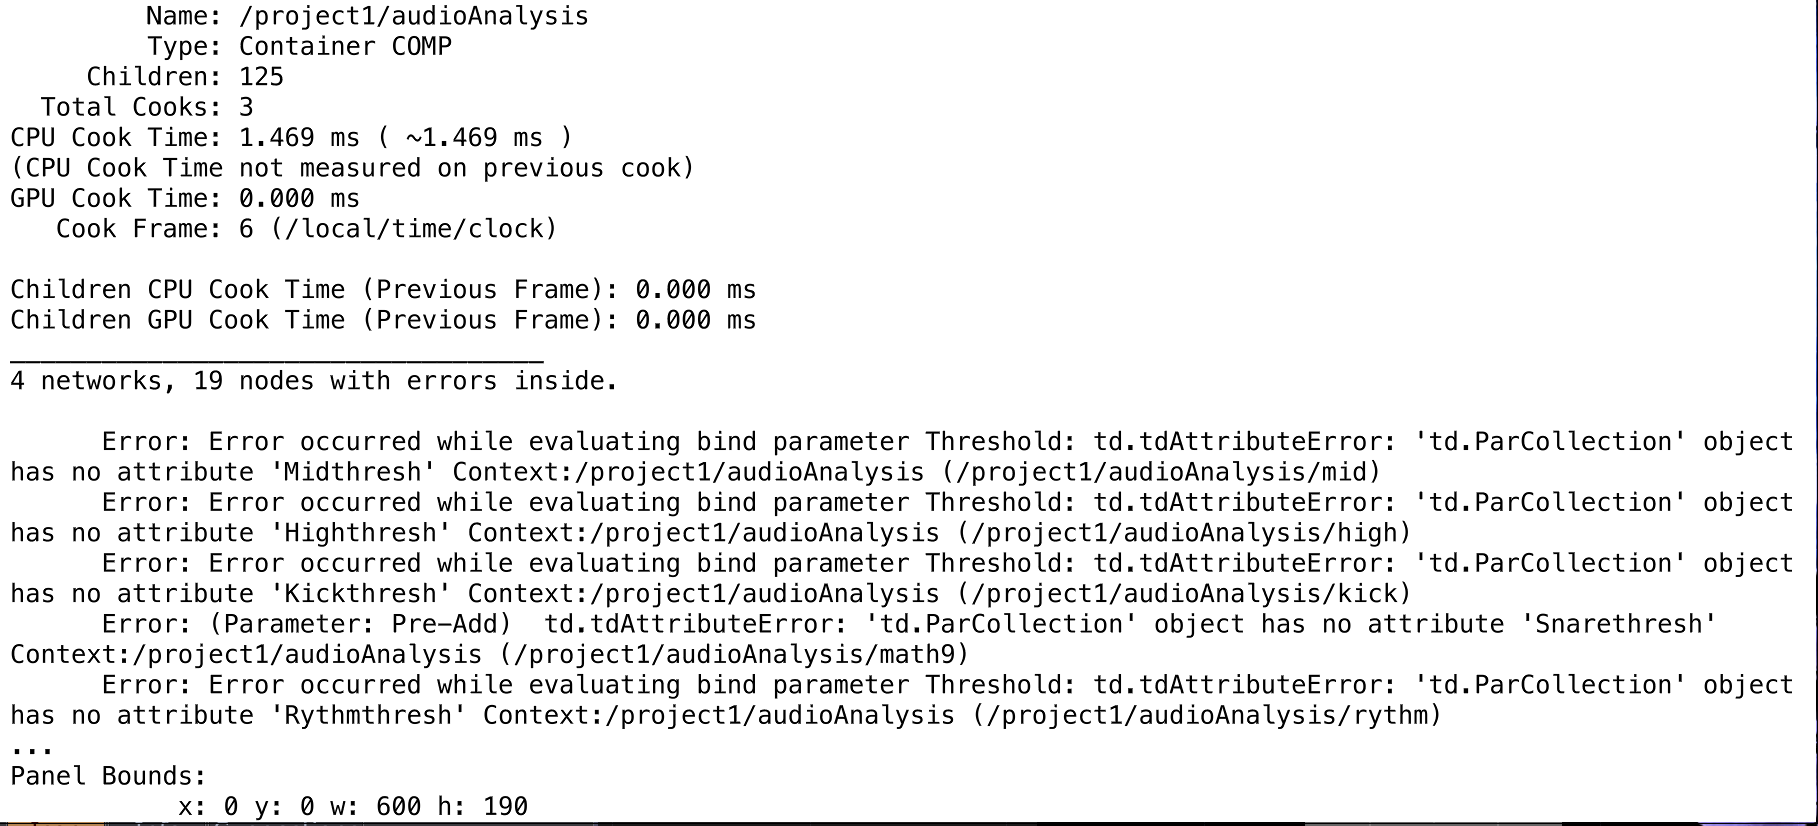 Name: /project1/audioAnalysis
Type: Container COMP
Children: 125
Total Cooks: 3
CPU Cook Time: 1.469 ms ( ~1.469 ms )
(CPU Cook Time not measured on previous cook)
GPU Cook Time: 0.000 ms
Cook Frame: 6 (/local/time/clock)
Children CPU Cook Time (Previous Frame): 0.000 ms
Children GPU Cook Time (Previous Frame): 0.000 ms
___________________________________
4 networks, 19 nodes with errors inside.
Error: Error occurred while evaluating bind parameter Threshold: td.tdAttributeError: 'td.ParCollection' object
has no attribute 'Midthresh' Context:/project1/audioAnalysis (/project1/audioAnalysis/mid)
Error: Error occurred while evaluating bind parameter Threshold: td.tdAttributeError: 'td.ParCollection' object
has no attribute 'Highthresh' Context:/project1/audioAnalysis (/project1/audioAnalysis/high)
Error: Error occurred while evaluating bind parameter Threshold: td.tdAttributeError: 'td.ParCollection' object
has no attribute 'Kickthresh' Context:/project1/audioAnalysis (/project1/audioAnalysis/kick)
Error: (Parameter: Pre-Add)  td.tdAttributeError: 'td.ParCollection' object has no attribute 'Snarethresh'
Context:/project1/audioAnalysis (/project1/audioAnalysis/math9)
Error: Error occurred while evaluating bind parameter Threshold: td.tdAttributeError: 'td.ParCollection' object
has no attribute 'Rythmthresh' Context:/project1/audioAnalysis (/project1/audioAnalysis/rythm)
...
Panel Bounds:
x: 0 y: 0 w: 600 h: 190